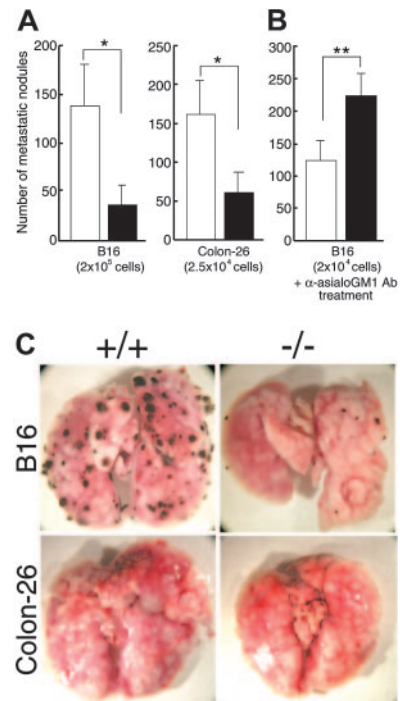 A
B
Number of metastatic nodules
200
150
100
50
0
*
B16
(2x10⁵ cells)
250
200
150
100
50
0
*
Colon-26
(2.5x10⁴ cells)
300
250
200
150
100
50
0
**
B16
(2x10⁴ cells)
+ α-asialoGM1 Ab
treatment
C
+/+
-/-
B16
Colon-26